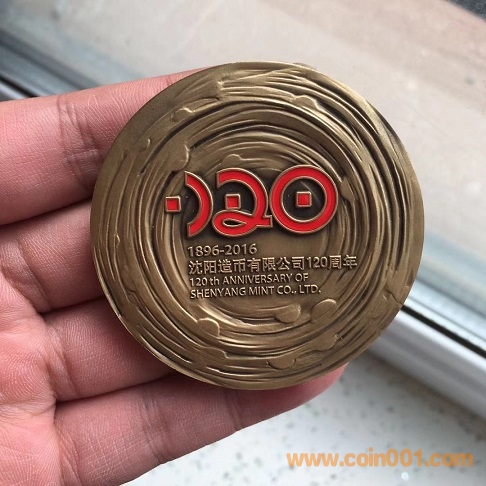 120
1896-2016
沈阳造币有限公司120周年
120th ANNIVERSARY OF
SHENYANG MINT CO., LTD.
www.coin001.com